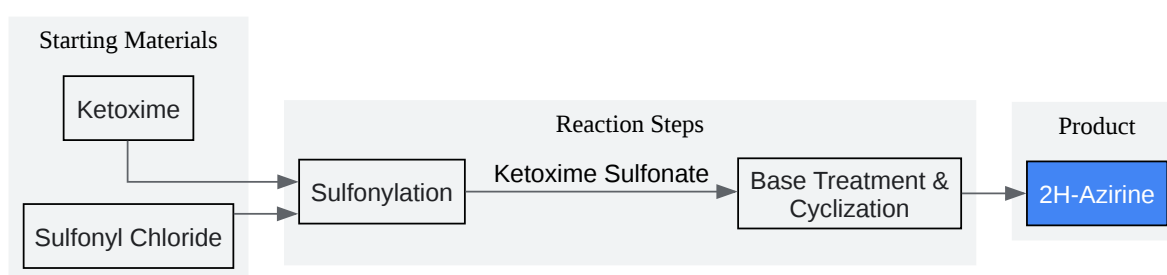 Starting Materials
Ketoxime
Sulfonyl Chloride
Reaction Steps
Sulfonylation
Ketoxime Sulfonate
Base Treatment &
Cyclization
Product
2H-Azirine